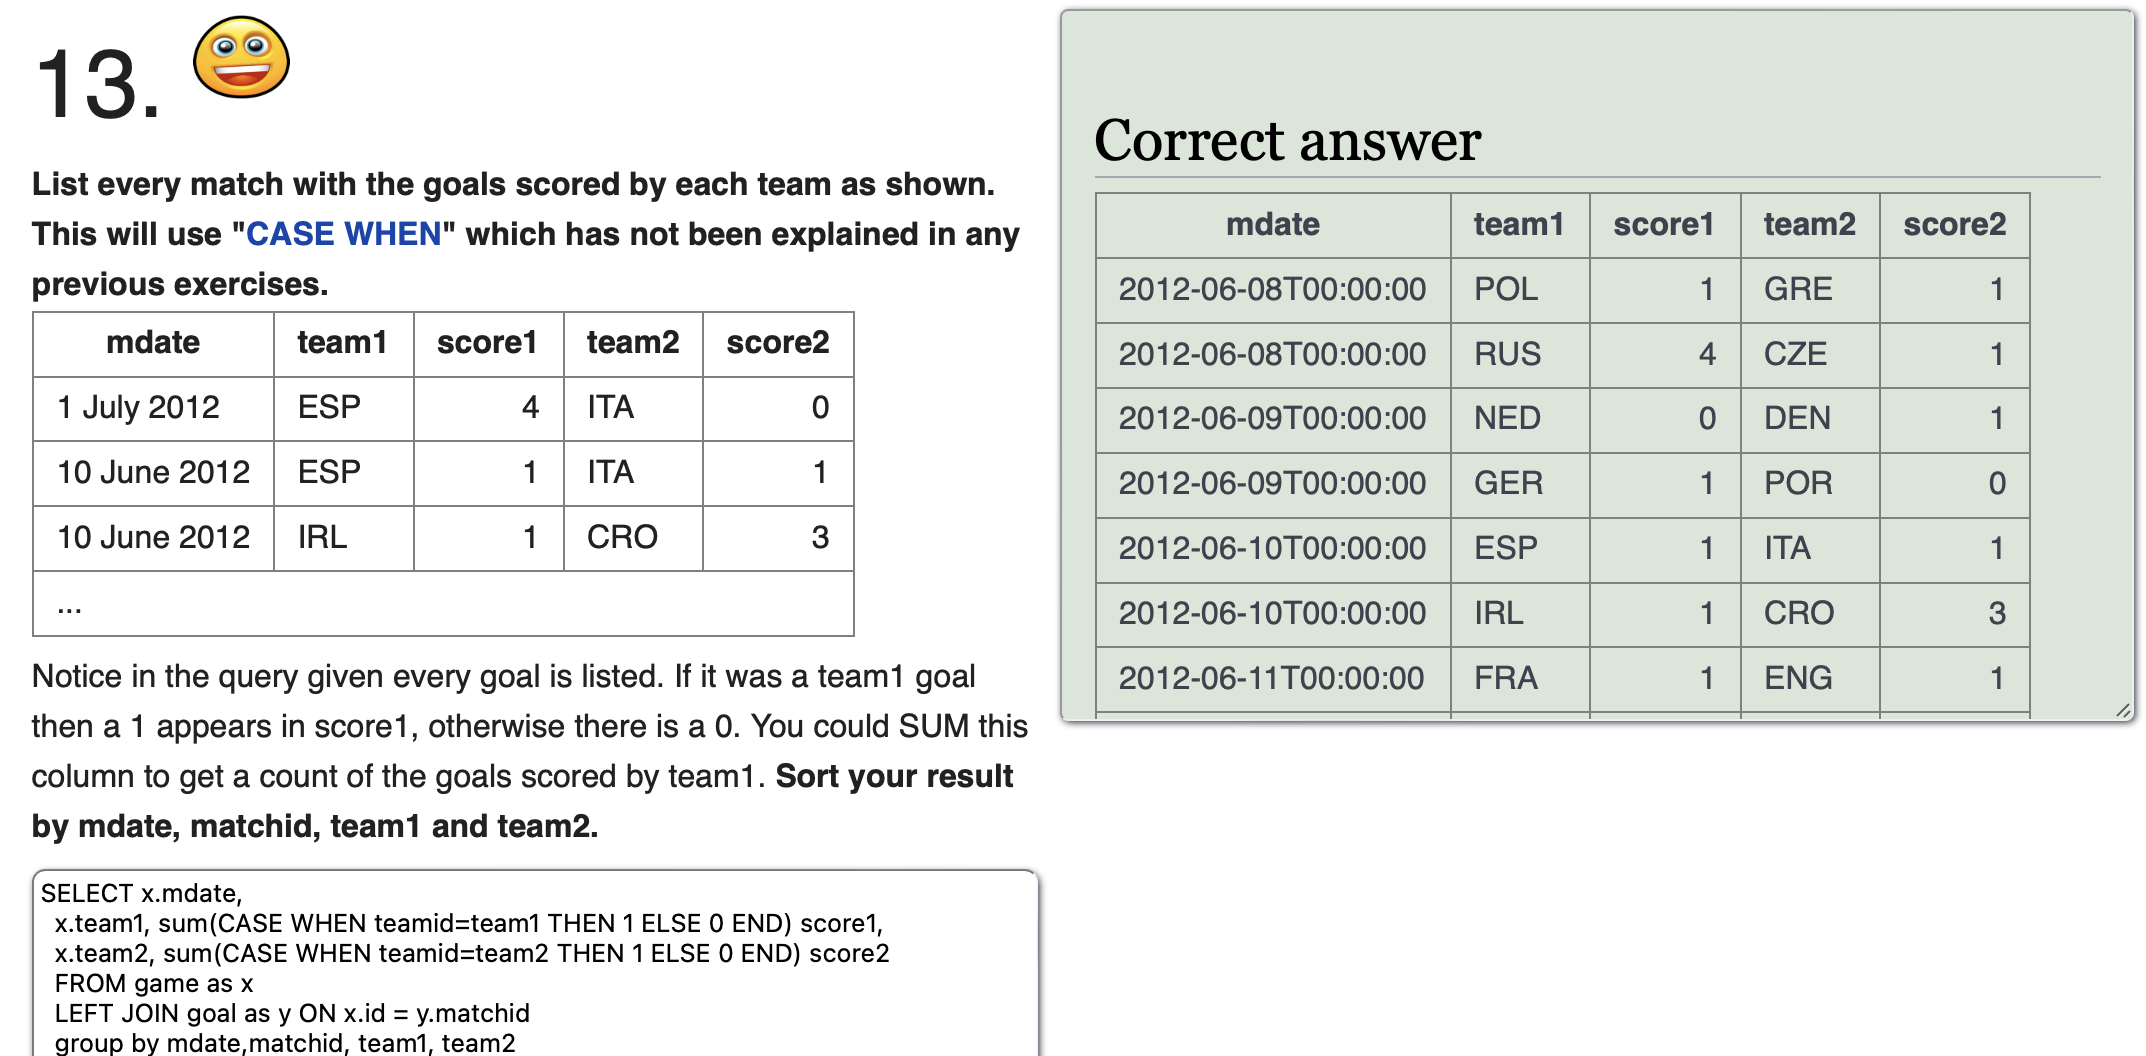 13.
List every match with the goals scored by each team as shown.
This will use "CASE WHEN" which has not been explained in any
previous exercises.
mdate team1 score1 team2 score2
1 July 2012 ESP 4 ITA 0
10 June 2012 ESP 1 ITA 1
10 June 2012 IRL 1 CRO 3
...
Notice in the query given every goal is listed. If it was a team1 goal
then a 1 appears in score1, otherwise there is a 0. You could SUM this
column to get a count of the goals scored by team1. Sort your result
by mdate, matchid, team1 and team2.
SELECT x.mdate,
x.team1, sum(CASE WHEN teamid=team1 THEN 1 ELSE 0 END) score1,
x.team2, sum(CASE WHEN teamid=team2 THEN 1 ELSE 0 END) score2
FROM game as x
LEFT JOIN goal as y ON x.id = y.matchid
group by mdate,matchid, team1, team2
Correct answer
mdate team1 score1 team2 score2
2012-06-08T00:00:00 POL 1 GRE 1
2012-06-08T00:00:00 RUS 4 CZE 1
2012-06-09T00:00:00 NED 0 DEN 1
2012-06-09T00:00:00 GER 1 POR 0
2012-06-10T00:00:00 ESP 1 ITA 1
2012-06-10T00:00:00 IRL 1 CRO 3
2012-06-11T00:00:00 FRA 1 ENG 1